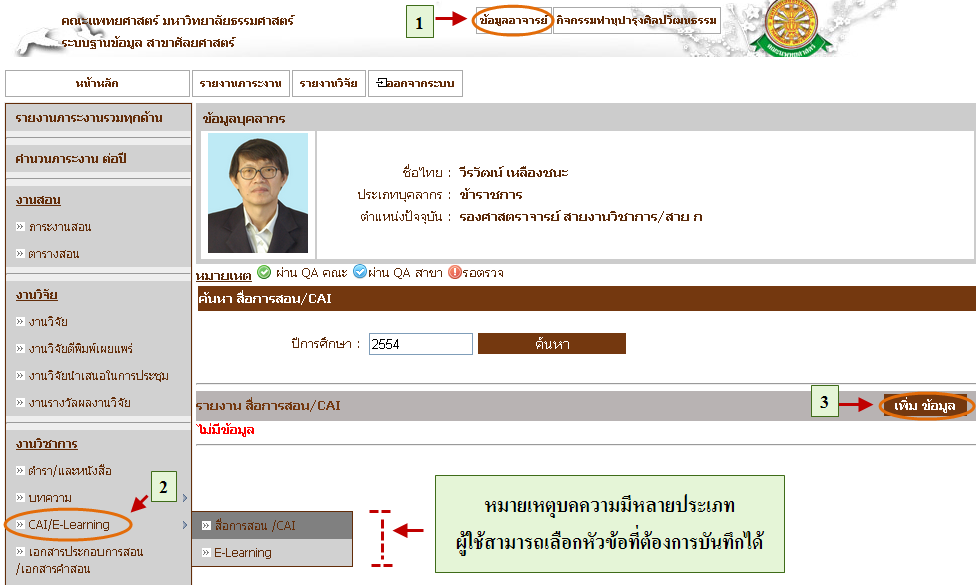 คณะแพทยศาสตร์ มหาวิทยาลัยธรรมศาสตร์
ระบบฐานข้อมูล สาขาศัลยศาสตร์
1
ข้อมูลอาจารย์
กิจกรรมทำนุบำรุงศิลปวัฒนธรรม
หน้าหลัก
รายงานภาระงาน
รายงานวิจัย
ออกจากระบบ
รายงานภาระงานรวมทุกด้าน
คำนวนภาระงาน ต่อปี
งานสอน
» ภาระงานสอน
» ตารางสอน
งานวิจัย
» งานวิจัย
» งานวิจัยตีพิมพ์เผยแพร่
» งานวิจัยนำเสนอในการประชุม
» งานรางวัลผลงานวิจัย
งานวิชาการ
» ตำรา/และหนังสือ
» บทความ
2
» CAI/E-Learning
» เอกสารประกอบการสอน
/เอกสารคำสอน
» สื่อการสอน /CAI
» E-Learning
ข้อมูลบุคลากร
ชื่อไทย : วีรวัฒน์ เหลืองชนะ
ประเภทบุคลากร : ข้าราชการ
ตำแหน่งปัจจุบัน : รองศาสตราจารย์ สายงานวิชาการ/สาย ก
หมายเหตุ ผ่าน QA คณะ ผ่าน QA สาขา รอตรวจ
ค้นหา สื่อการสอน/CAI
ปีการศึกษา : 2554 ค้นหา
รายงาน สื่อการสอน/CAI
3
เพิ่ม ข้อมูล
ไม่มีข้อมูล
หมายเหตุบคความมีหลายประเภท
ผู้ใช้สามารถเลือกหัวข้อที่ต้องการบันทึกได้